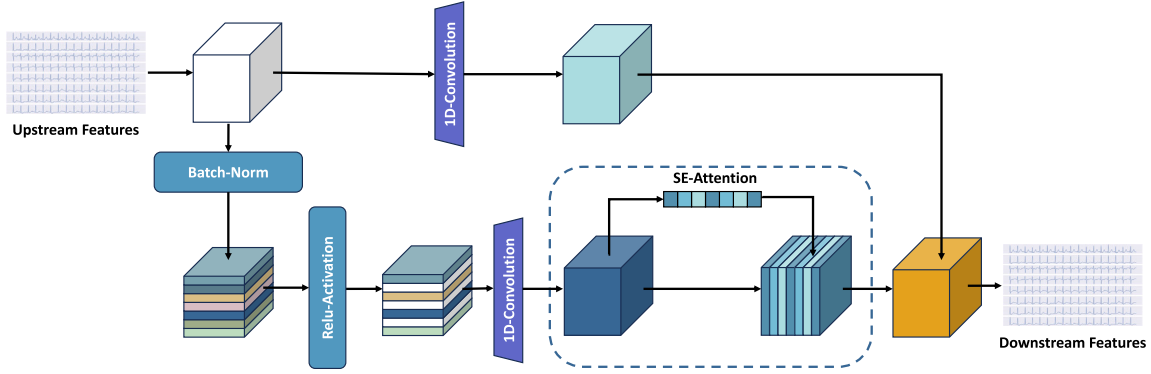 1D-Convolution
Upstream Features
Batch-Norm
SE-Attention
Relu-Activation
1D-Convolution
Downstream Features